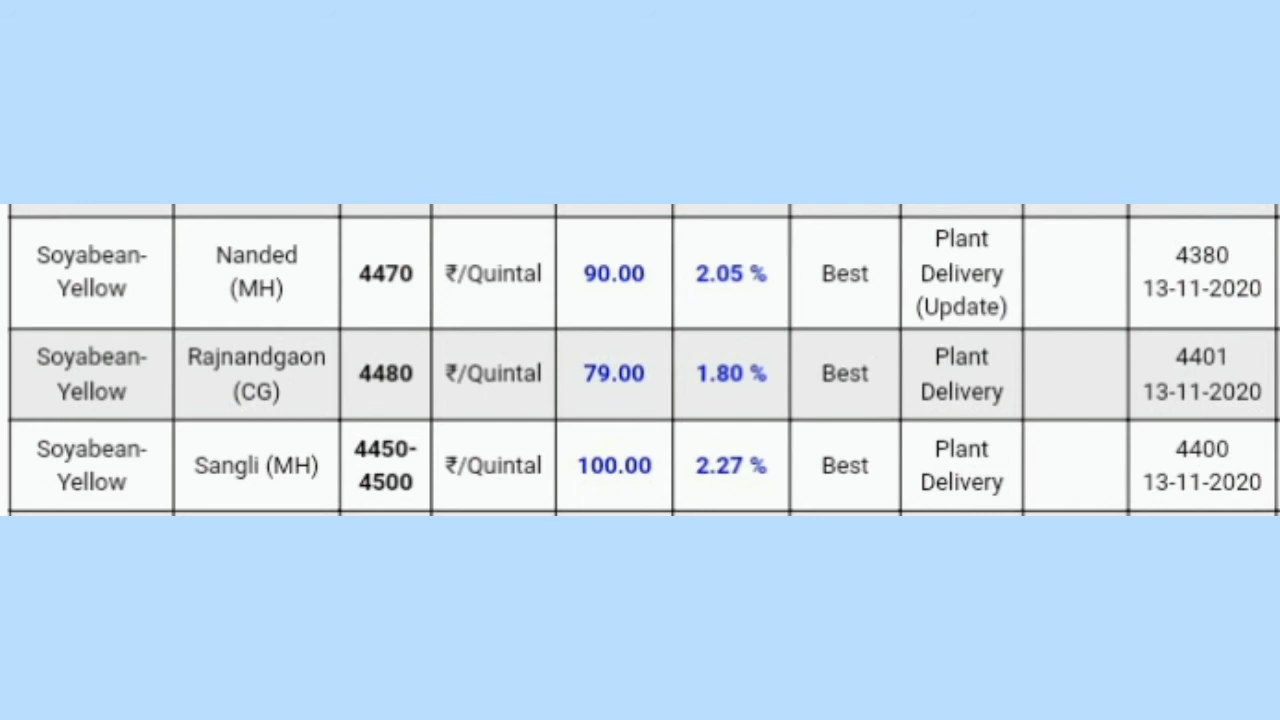 Soyabean-
Yellow
Nanded
(MH)
4470
₹/Quintal
90.00
2.05 %
Best
Plant
Delivery
(Update)
4380
13-11-2020
Soyabean-
Yellow
Rajnandgaon
(CG)
4480
₹/Quintal
79.00
1.80 %
Best
Plant
Delivery
4401
13-11-2020
Soyabean-
Yellow
Sangli (MH)
4450-
4500
₹/Quintal
100.00
2.27 %
Best
Plant
Delivery
4400
13-11-2020